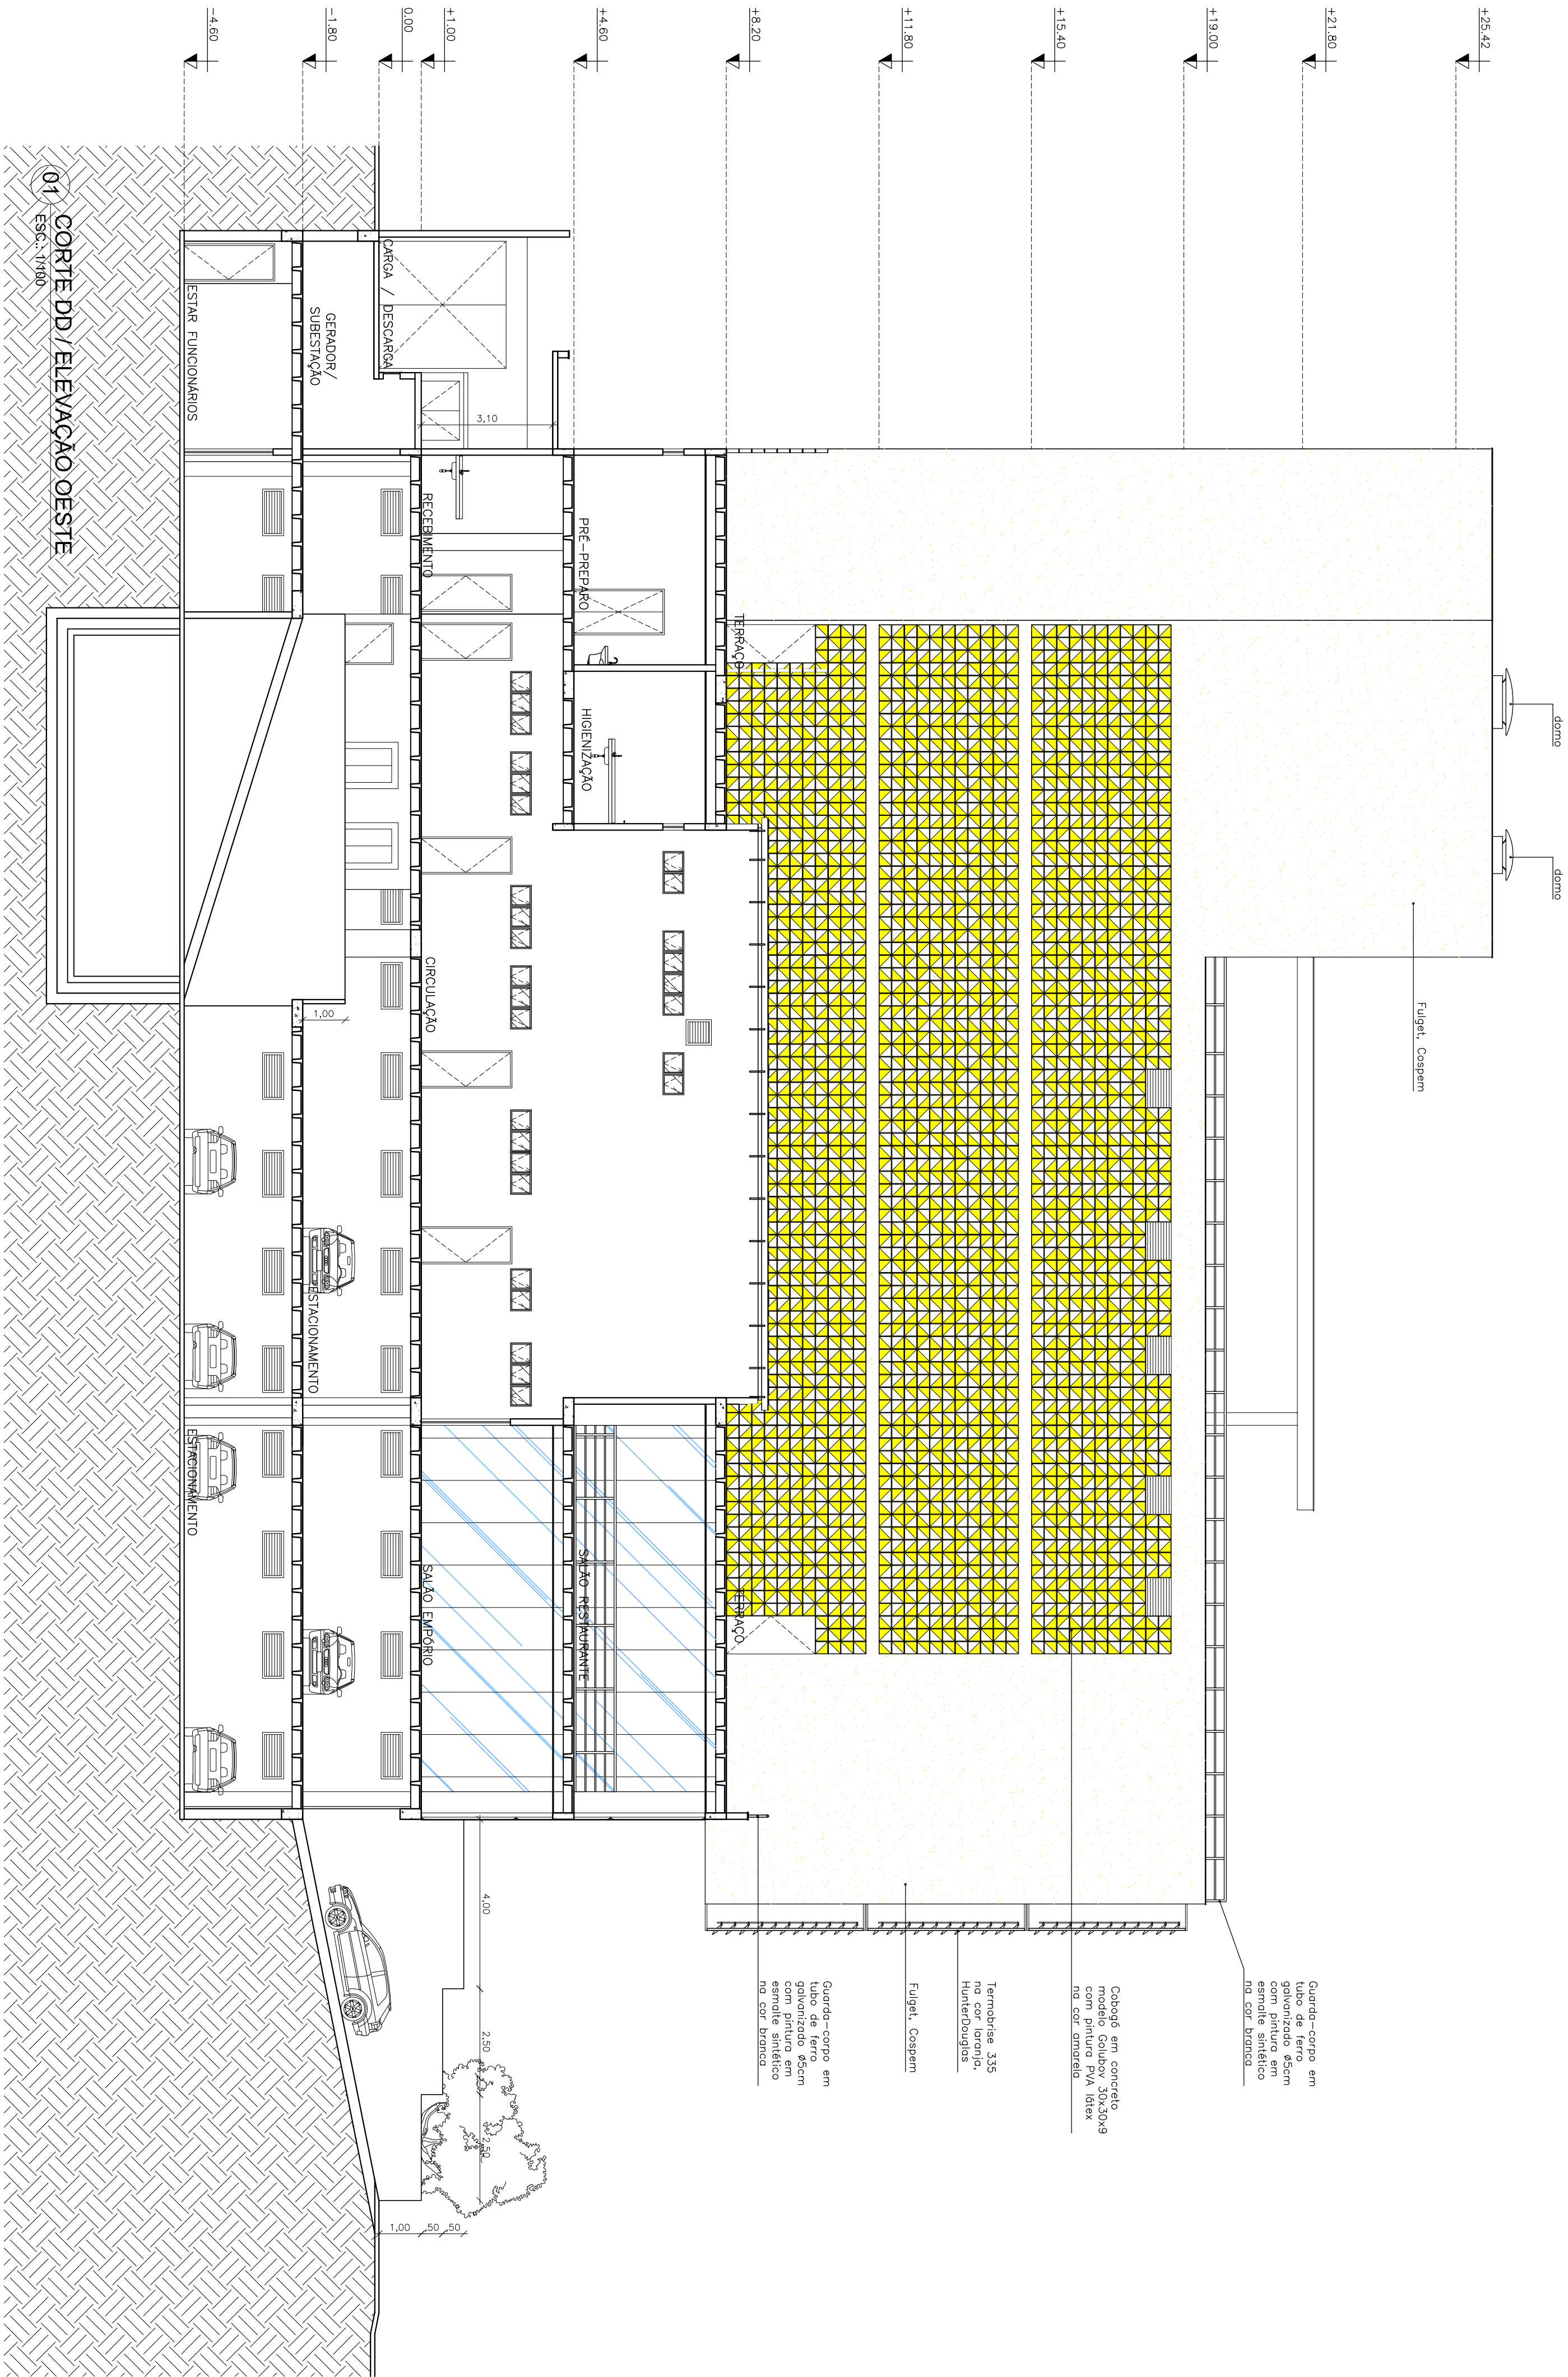 +25.42
+21.80
+19.00
+15.40
+11.80
+8.20
+4.60
+1.00
0.00
-1.80
-4.60
domo
domo
Fulget, Cospem
Guarda-corpo em
tubo de ferro
galvanizado ø5cm
com pintura em
esmalte sintético
na cor branca
Cobogó em concreto
modelo Golubov 30x30x9
com pintura PVA látex
na cor amarela
Termobrise 335
na cor laranja,
HunterDouglas
Fulget, Cospem
Guarda-corpo em
tubo de ferro
galvanizado ø5cm
com pintura em
esmalte sintético
na cor branca
TERRAÇO
TERRAÇO
PRÉ-PREPARO
HIGIENIZAÇÃO
SALÃO RESTAURANTE
3,10
CARGA / DESCARGA
RECEBIMENTO
CIRCULAÇÃO
SALÃO EMPÓRIO
4,00
2,50
2,50
1,00
,50
,50
GERADOR/
SUBESTAÇÃO
1,00
ESTACIONAMENTO
ESTAR FUNCIONÁRIOS
ESTACIONAMENTO
01
CORTE DD / ELEVAÇÃO OESTE
ESC.: 1/100